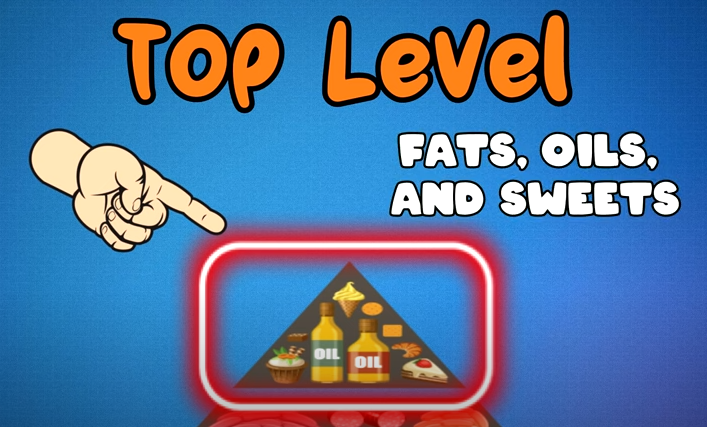 Top Level
FATS, OILS,
AND SWEETS
OIL
OIL